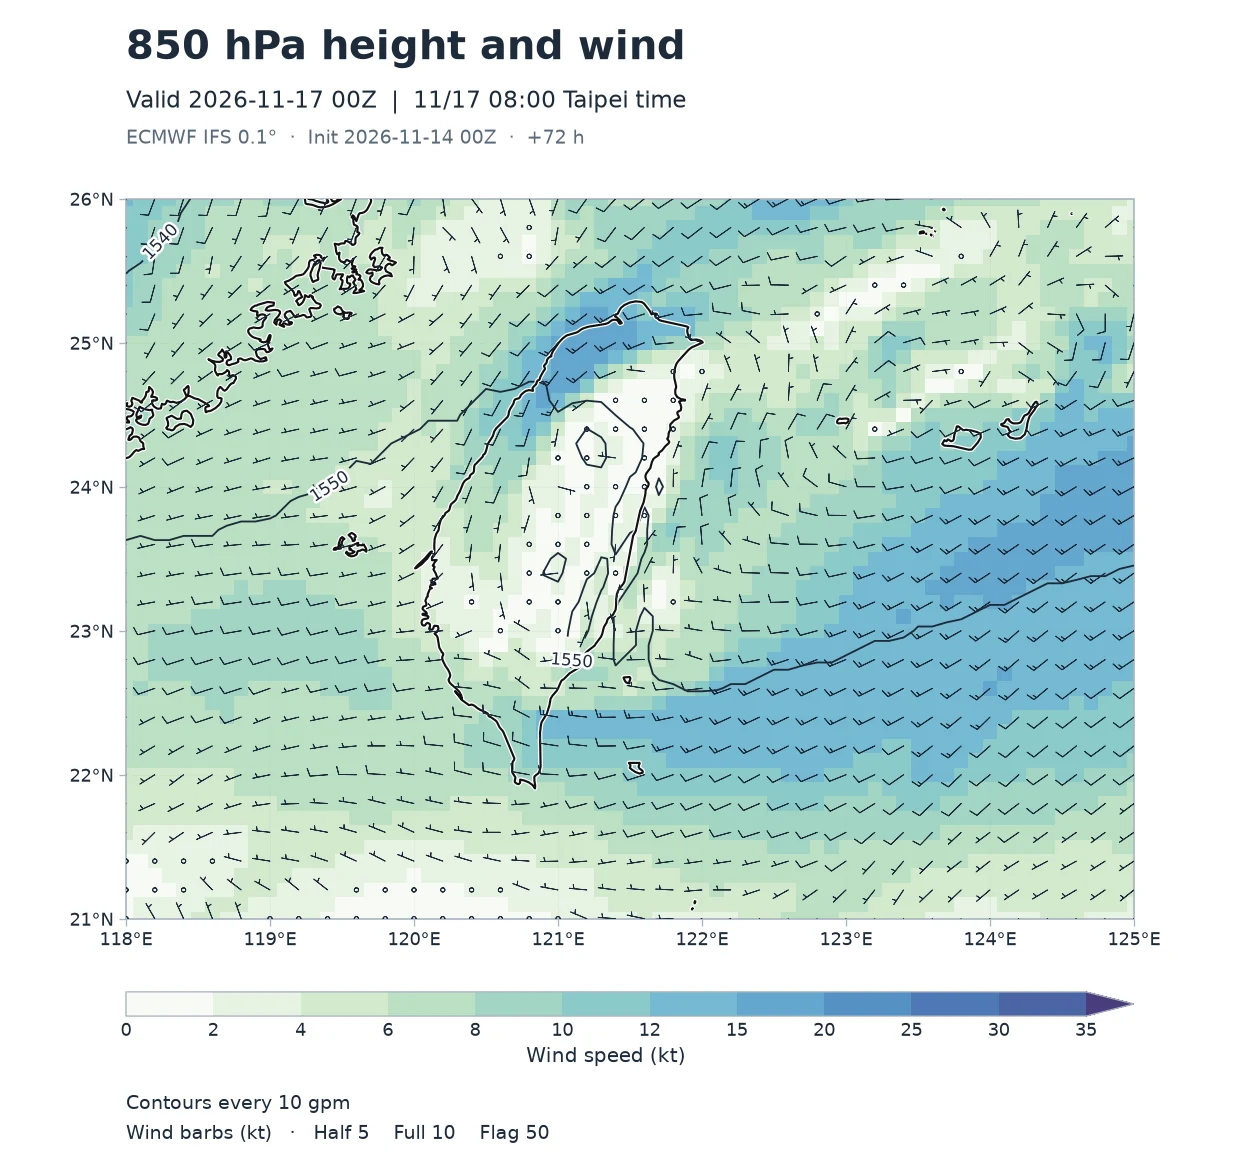 850 hPa height and wind
Valid 2026-11-17 00Z | 11/17 08:00 Taipei time
ECMWF IFS 0.1° · Init 2026-11-14 00Z · +72 h
26°N
1540
25°N
1550
24°N
23°N
1550
22°N
21°N
118°E 119°E 120°E 121°E 122°E 123°E 124°E 125°E
0 2 4 6 8 10 12 15 20 25 30 35
Wind speed (kt)
Contours every 10 gpm
Wind barbs (kt) · Half 5 Full 10 Flag 50